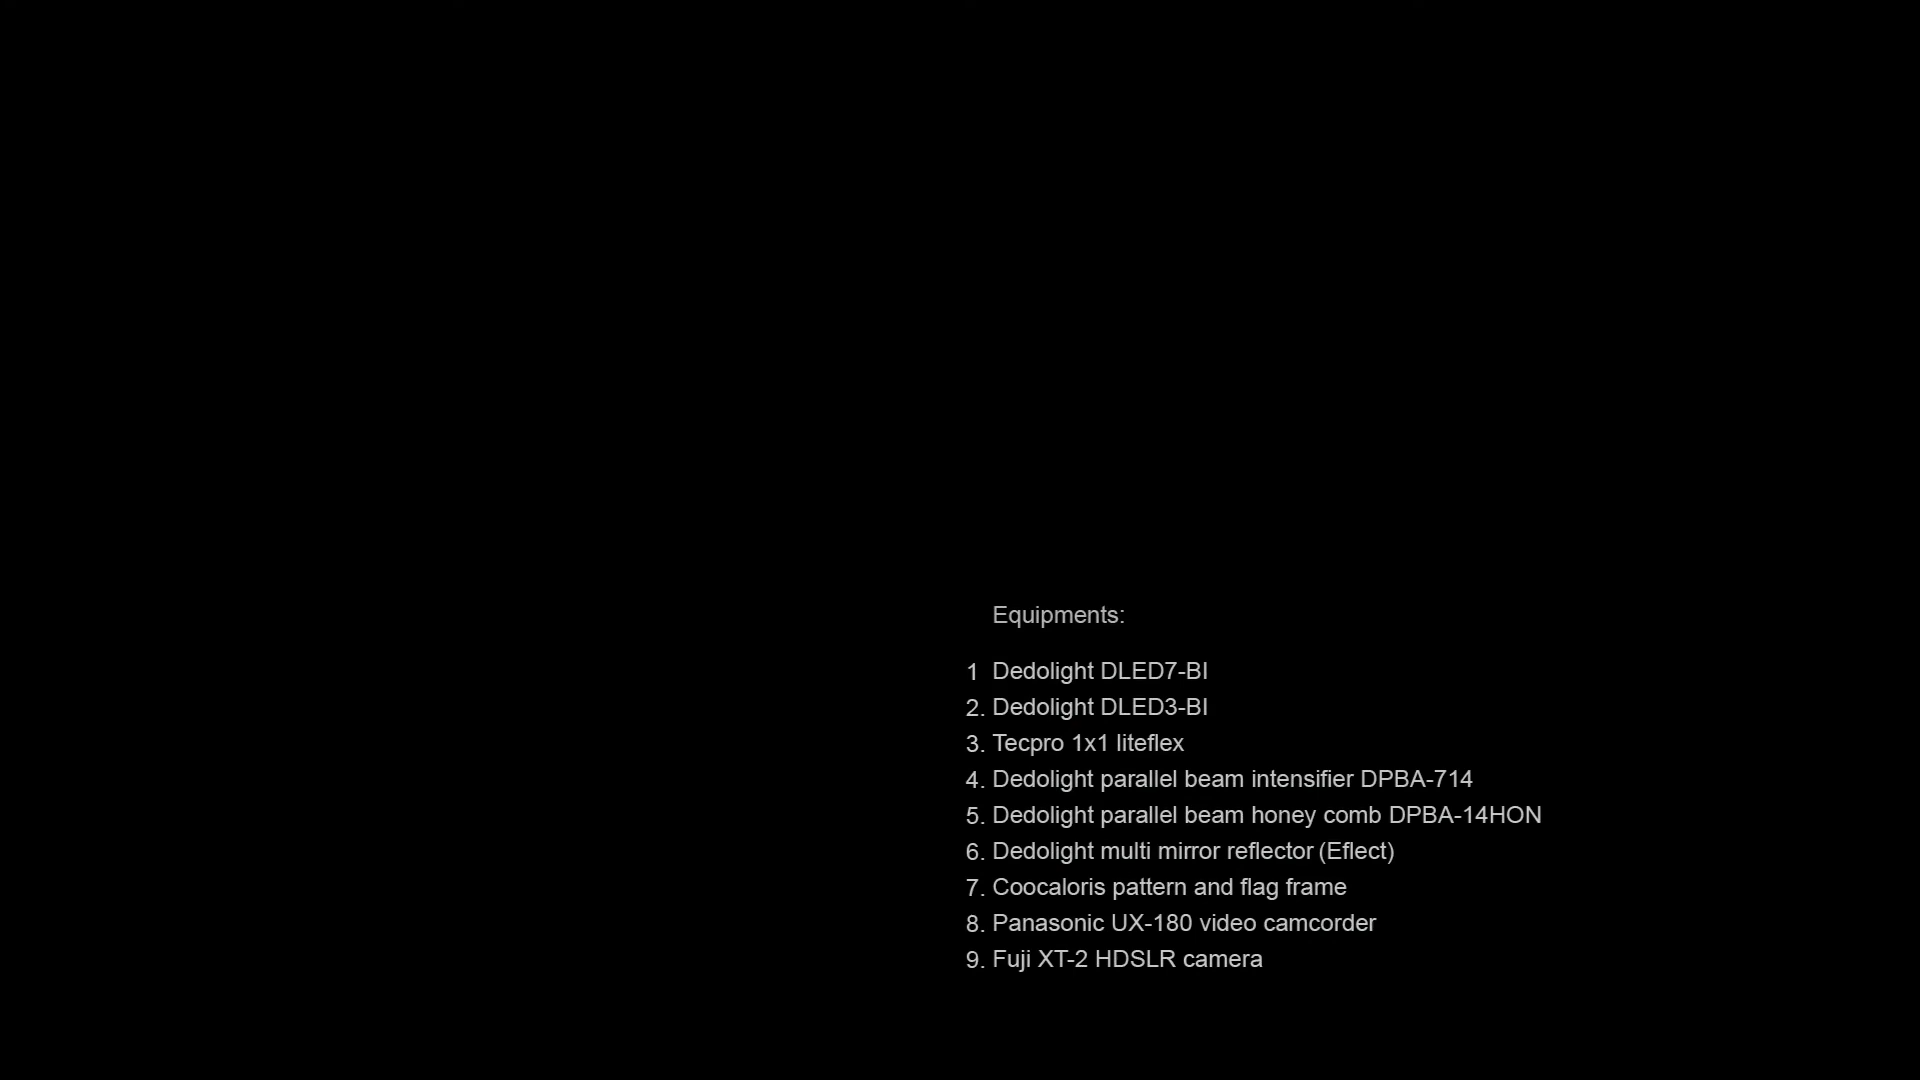 Equipments:
1 Dedolight DLED7-BI
2. Dedolight DLED3-BI
3. Tecpro 1x1 liteflex
4. Dedolight parallel beam intensifier DPBA-714
5. Dedolight parallel beam honey comb DPBA-14HON
6. Dedolight multi mirror reflector (Eflect)
7. Coocaloris pattern and flag frame
8. Panasonic UX-180 video camcorder
9. Fuji XT-2 HDSLR camera